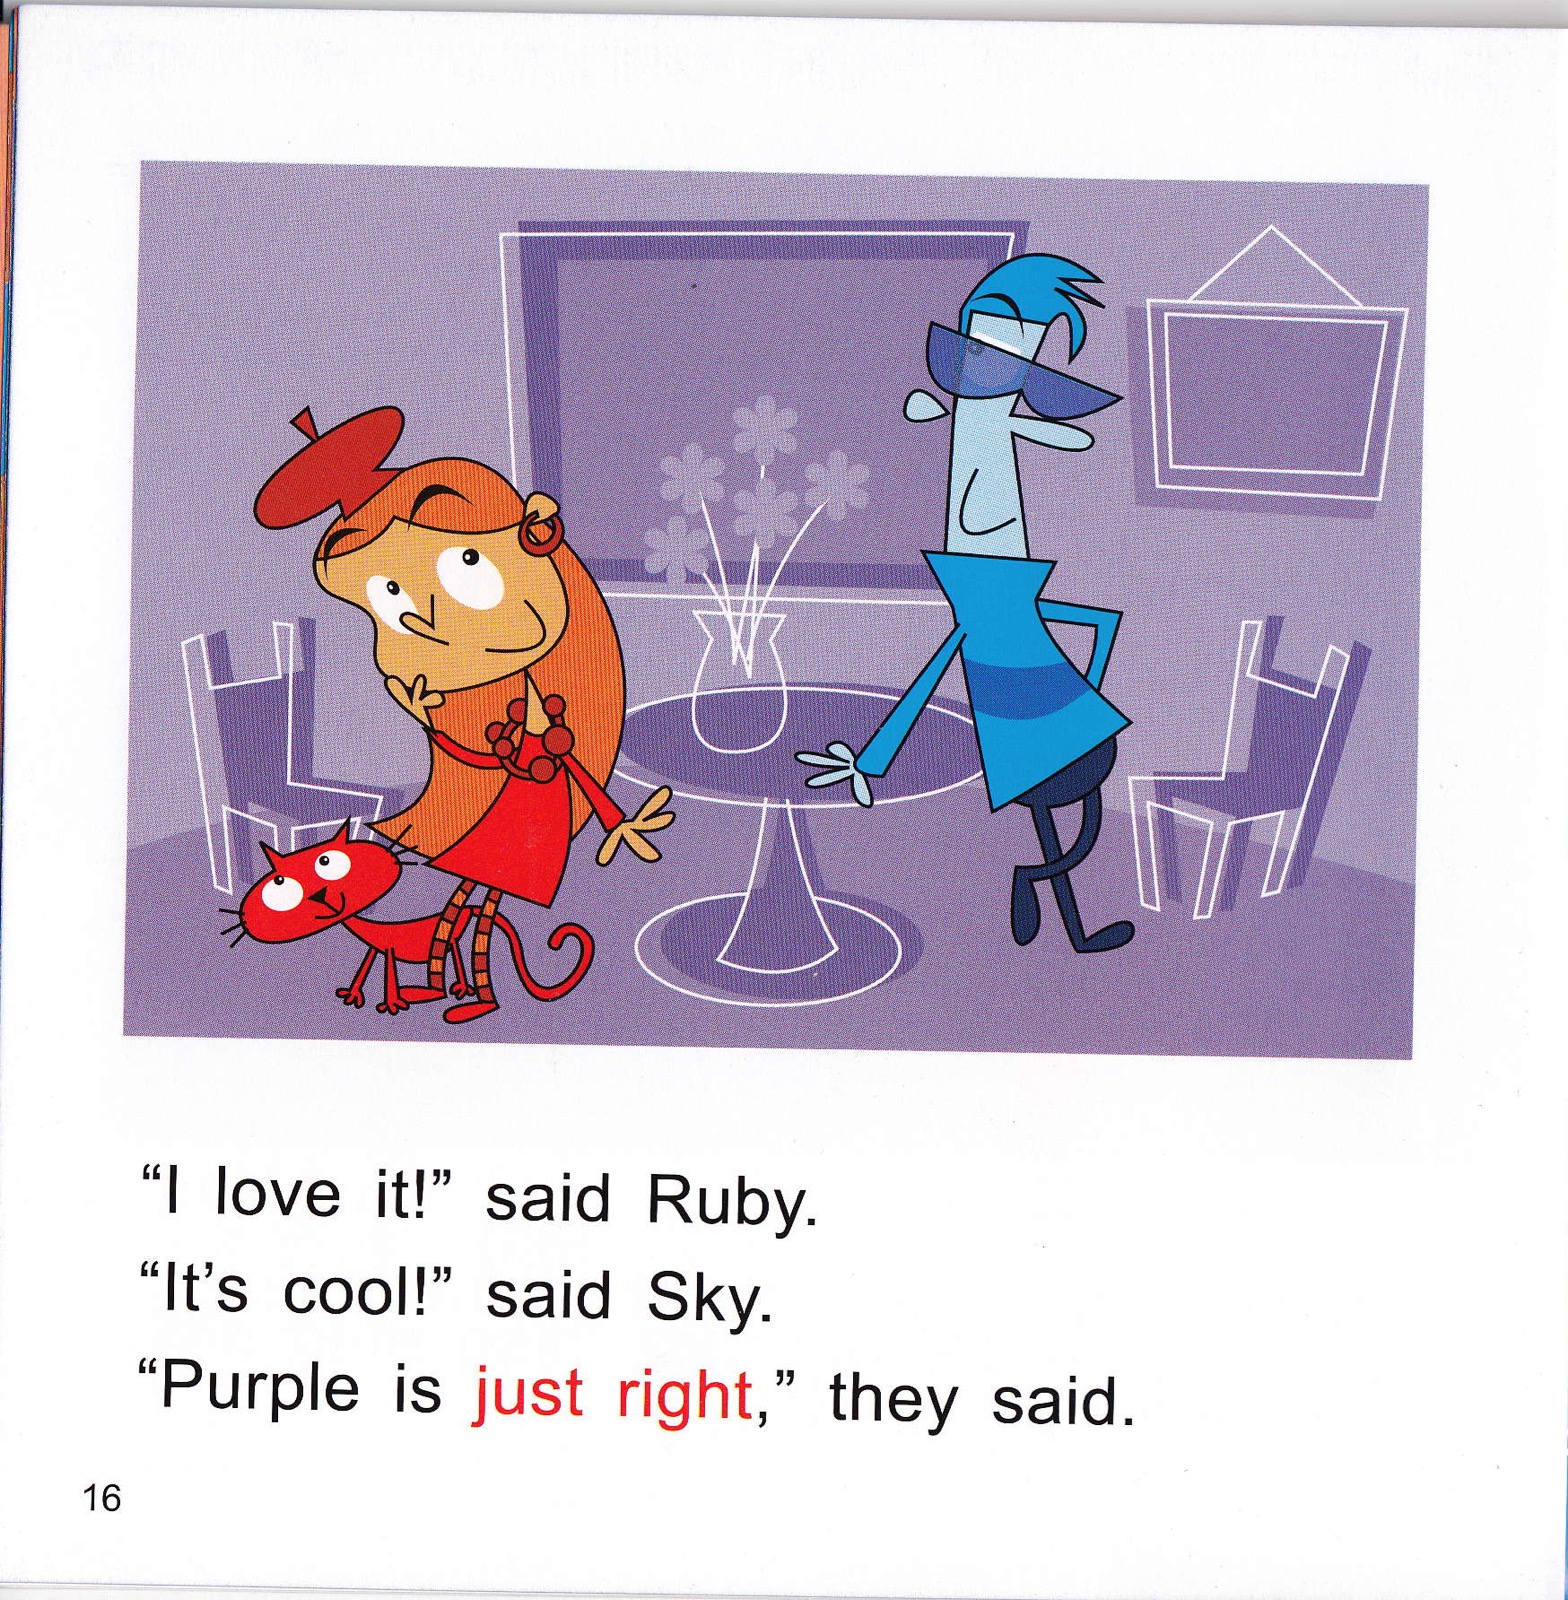 “I love it!” said Ruby.
“It’s cool!” said Sky.
“Purple is just right,” they said.
16